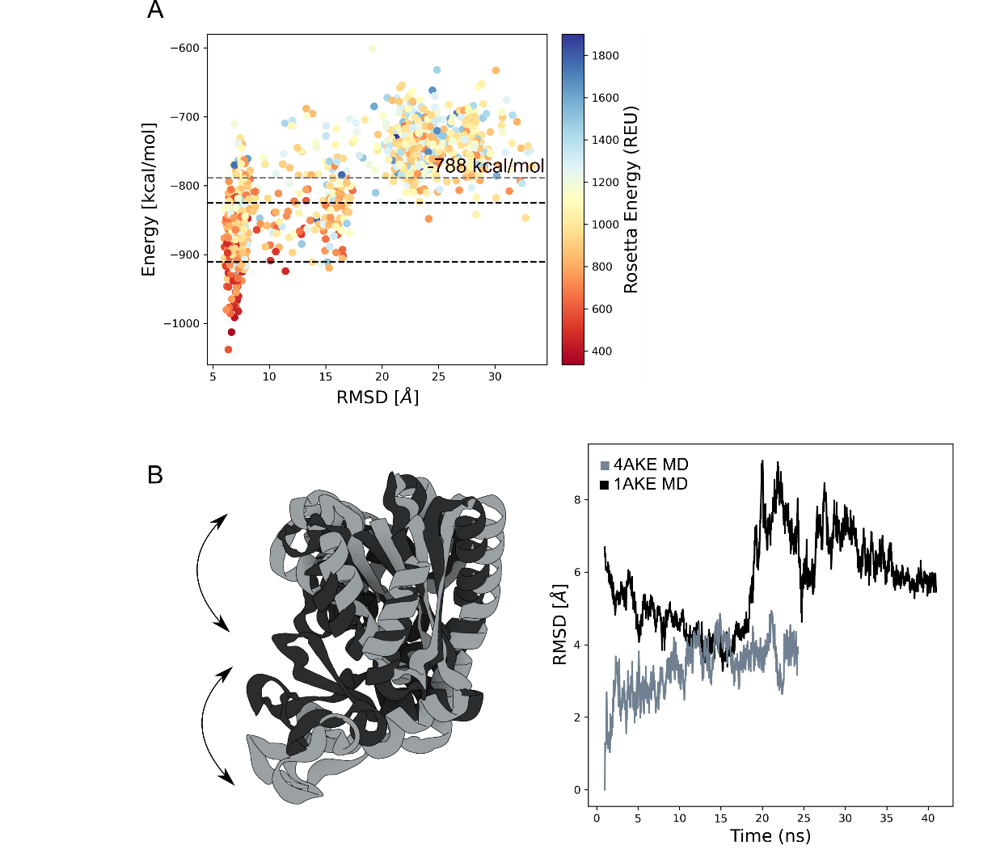 A
−600
−700
−800
−900
−1000
Energy [kcal/mol]
-788 kcal/mol
5 10 15 20 25 30
RMSD [Å]
1800
1600
1400
1200
1000
800
600
400
Rosetta Energy (REU)
B
4AKE MD
1AKE MD
8
6
4
2
0
RMSD [Å]
0 5 10 15 20 25 30 35 40
Time (ns)